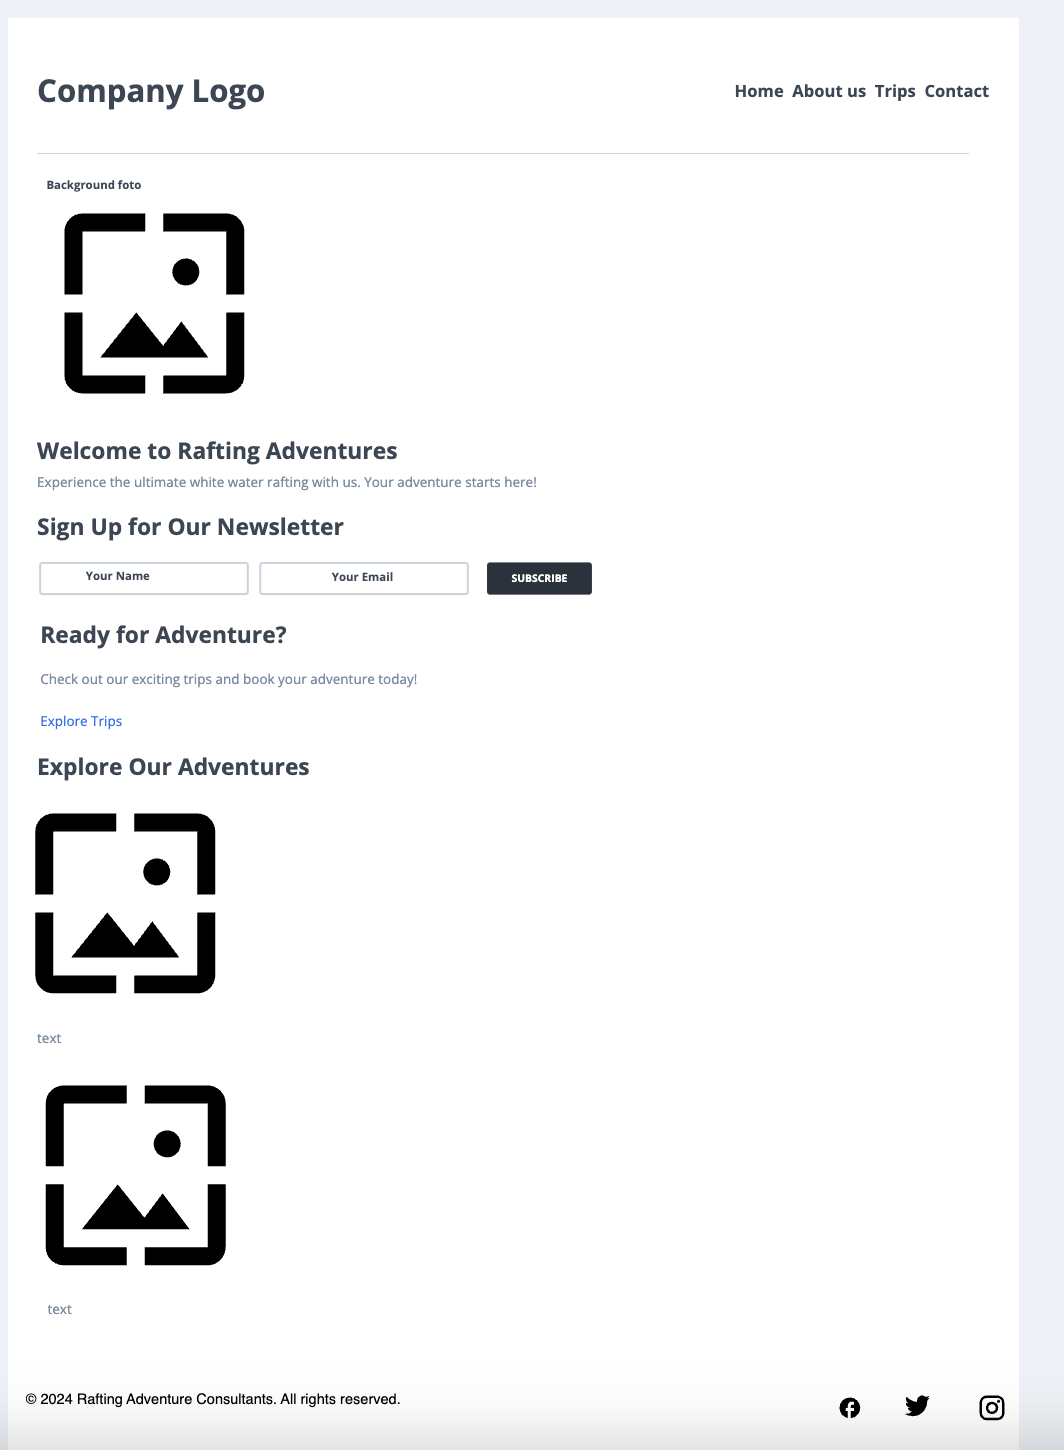 Company Logo
Home About us Trips Contact
Background foto
Welcome to Rafting Adventures
Experience the ultimate white water rafting with us. Your adventure starts here!
Sign Up for Our Newsletter
Your Name Your Email SUBSCRIBE
Ready for Adventure?
Check out our exciting trips and book your adventure today!
Explore Trips
Explore Our Adventures
text
text
© 2024 Rafting Adventure Consultants. All rights reserved.